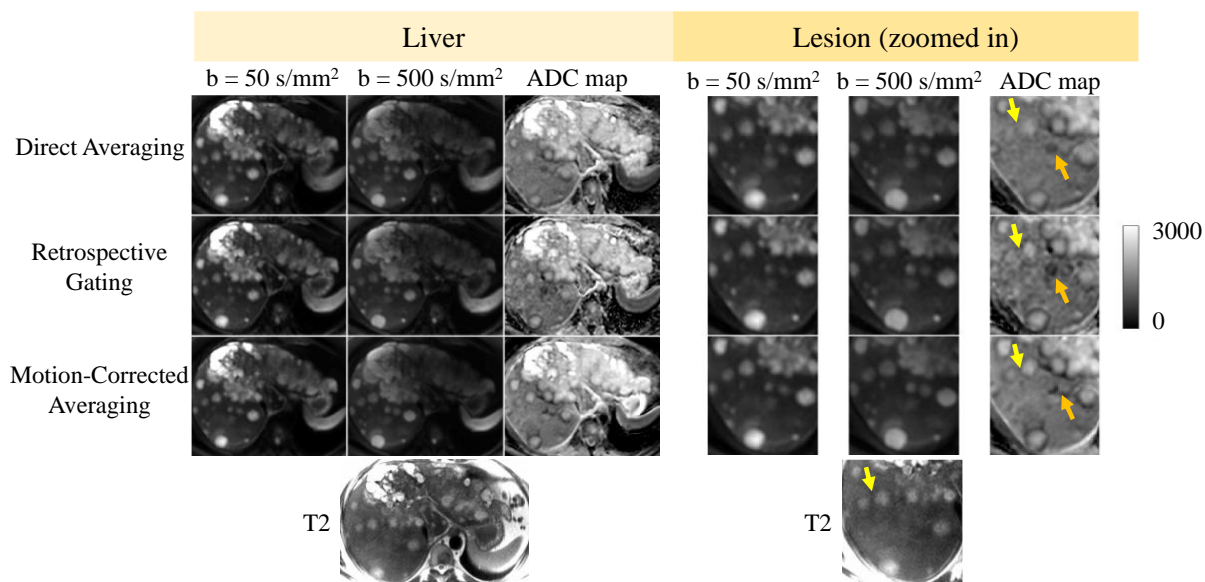 Liver
Lesion (zoomed in)
b = 50 s/mm²
b = 500 s/mm²
ADC map
b = 50 s/mm²
b = 500 s/mm²
ADC map
Direct Averaging
Retrospective
Gating
3000
0
Motion-Corrected
Averaging
T2
T2